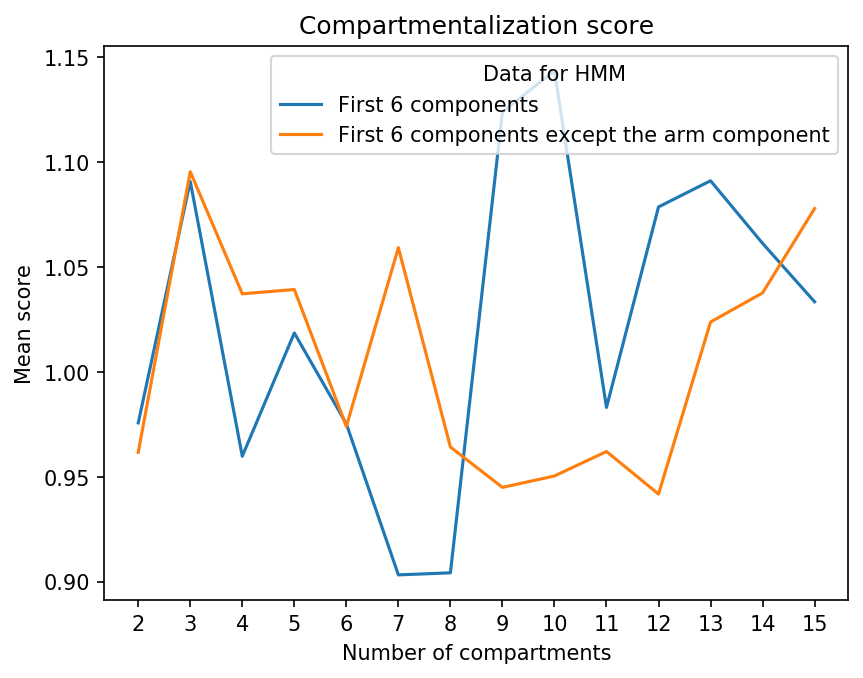 Compartmentalization score
Data for HMM
First 6 components
First 6 components except the arm component
Mean score
1.15
1.10
1.05
1.00
0.95
0.90
2 3 4 5 6 7 8 9 10 11 12 13 14 15
Number of compartments